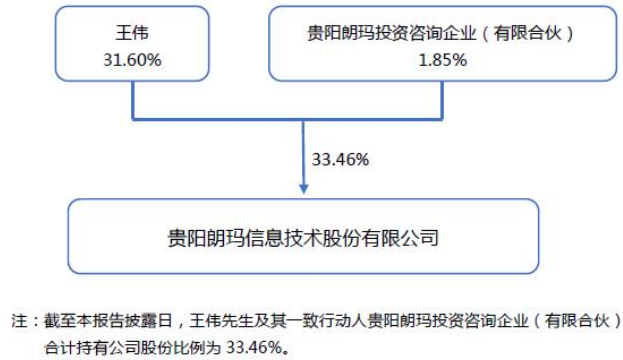 王伟
31.60%
贵阳朗玛投资咨询企业（有限合伙）
1.85%
33.46%
贵阳朗玛信息技术股份有限公司
注：截至本报告披露日，王伟先生及其一致行动人贵阳朗玛投资咨询企业（有限合伙）
合计持有公司股份比例为 33.46%。